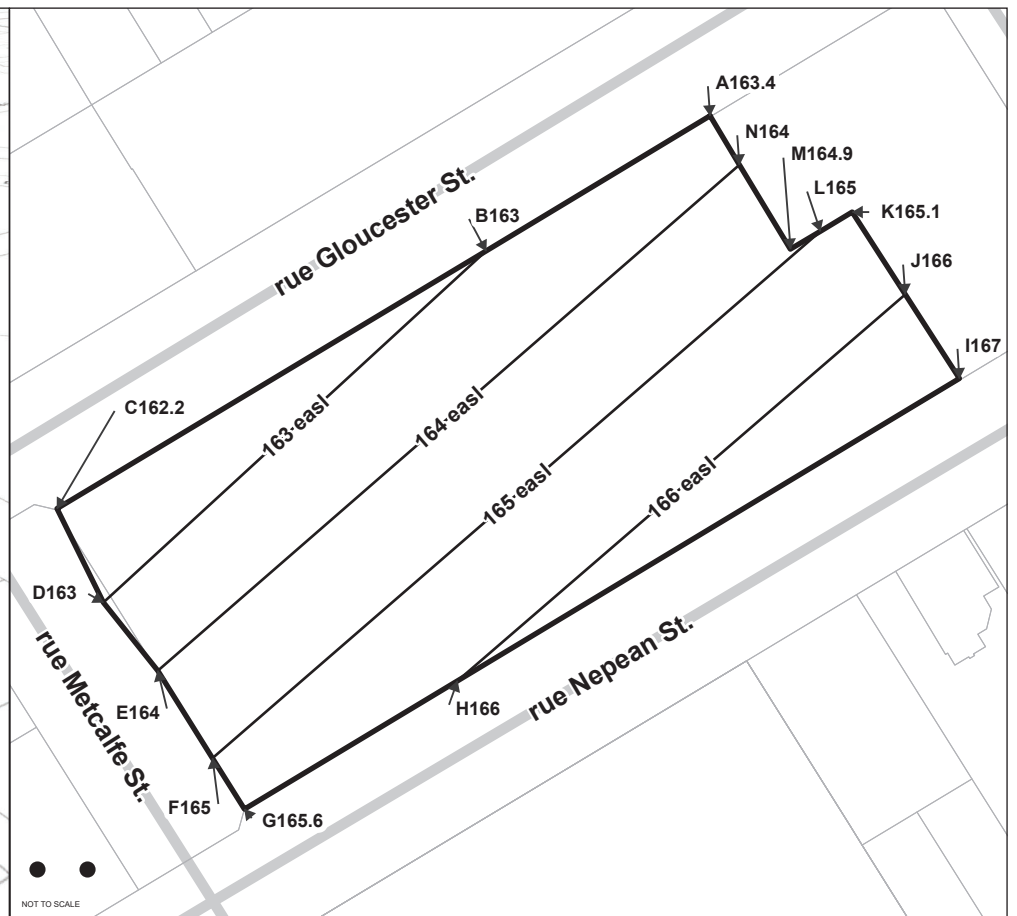 A163.4
N164
M164.9
L165
K165.1
B163
rue Gloucester St.
J166
I167
C162.2
163 easl
164 easl
165 easl
166 easl
D163
rue Metcalfe St.
E164
H166
rue Nepean St.
F165
G165.6
NOT TO SCALE